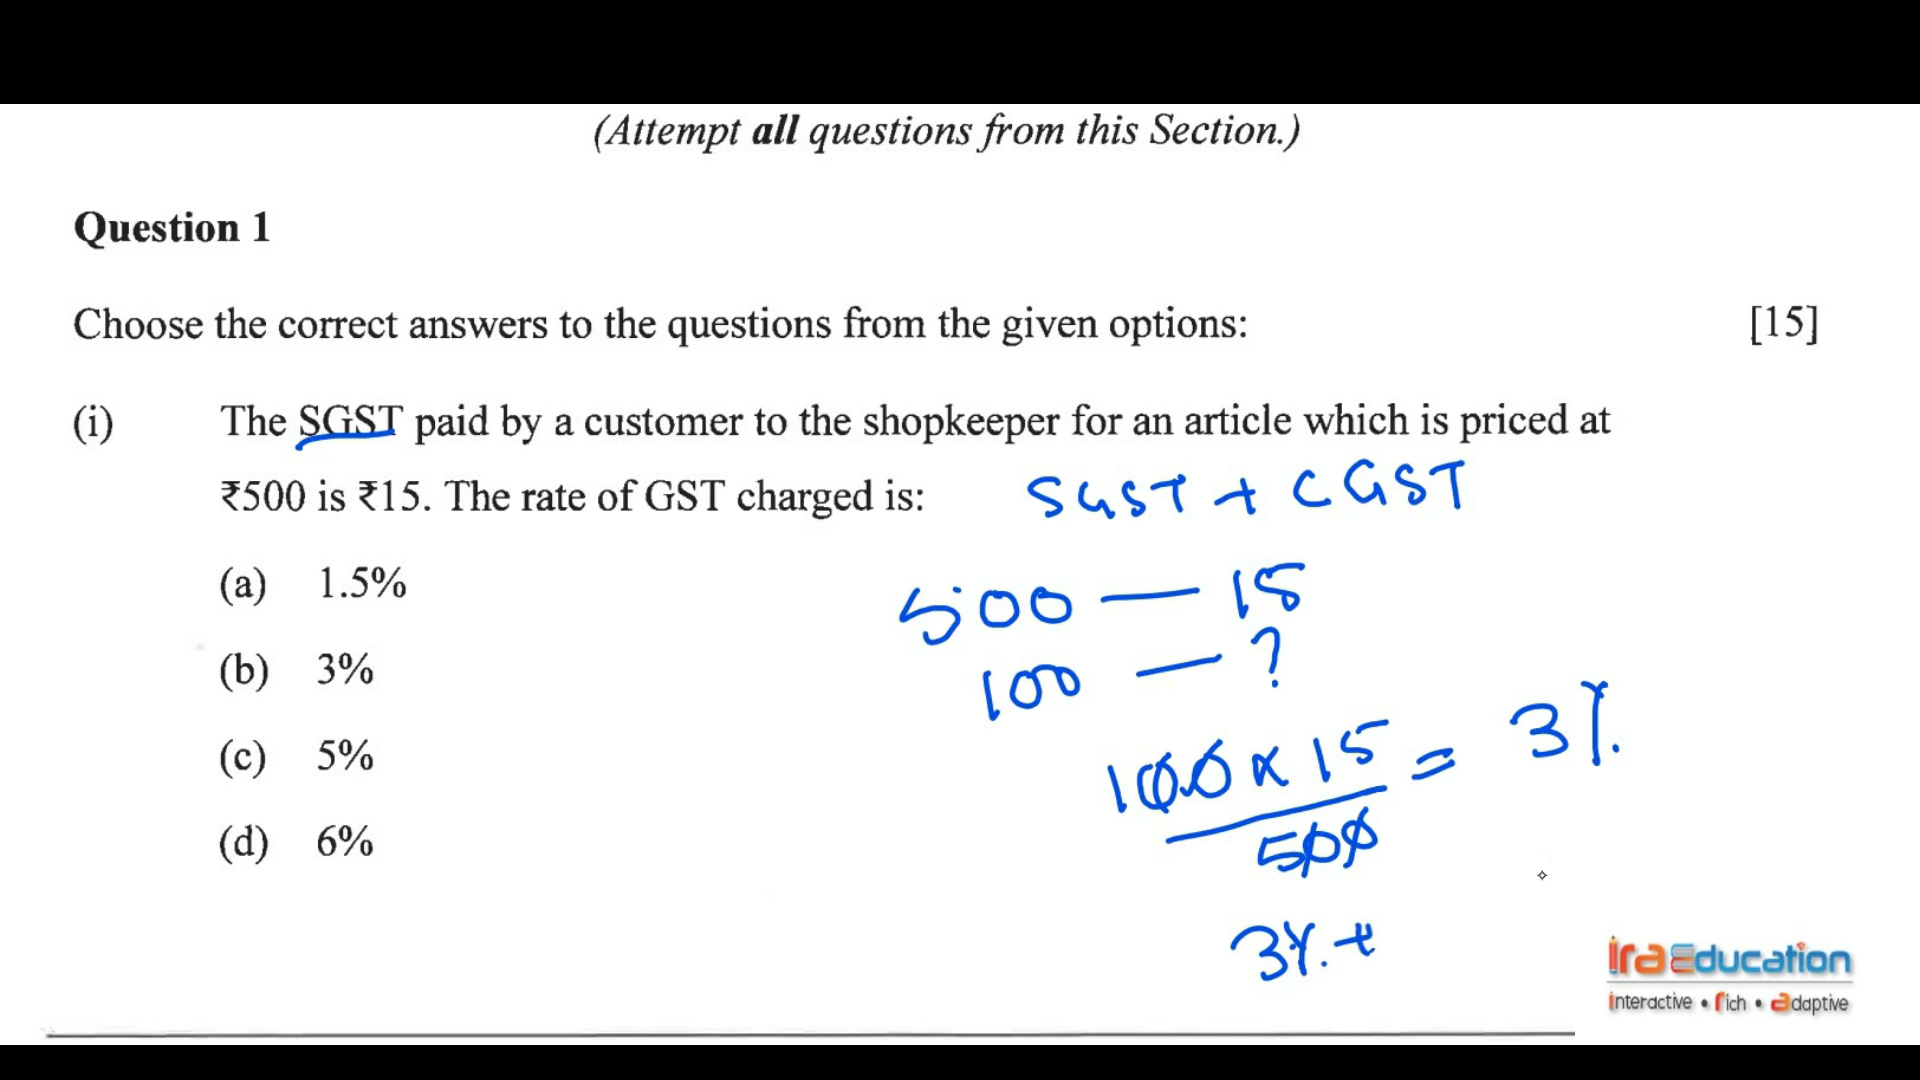 (Attempt all questions from this Section.)
Question 1
Choose the correct answers to the questions from the given options: [15]
(i) The SGST paid by a customer to the shopkeeper for an article which is priced at
₹500 is ₹15. The rate of GST charged is:
SGST + CGST
(a) 1.5%
(b) 3%
(c) 5%
(d) 6%
500 — 15
100 — ?
100 x 15 = 3%
500
3% +
Ira Education
interactive • rich • adaptive